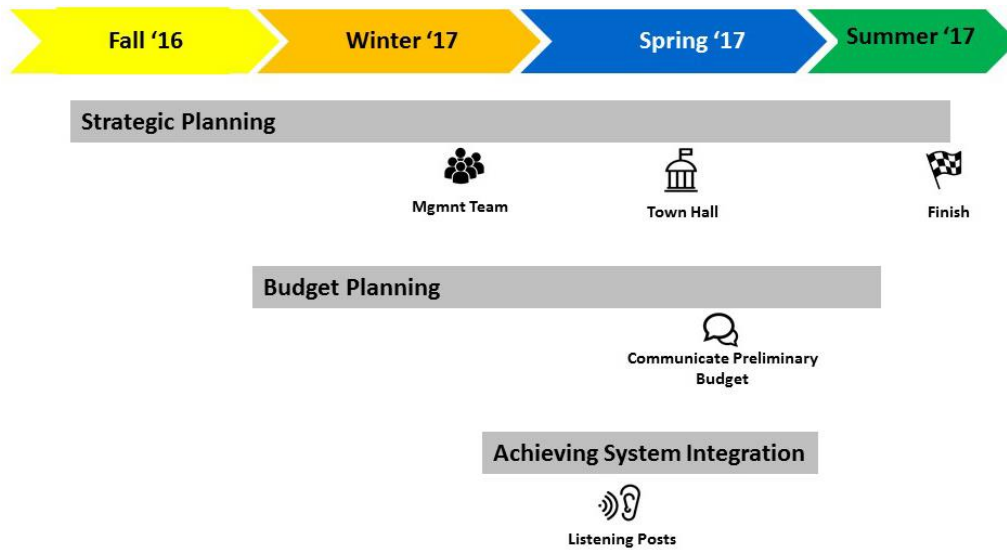 Fall ‘16
Winter ‘17
Spring ‘17
Summer ‘17
Strategic Planning
Mgmnt Team
Town Hall
Finish
Budget Planning
Communicate Preliminary
Budget
Achieving System Integration
Listening Posts